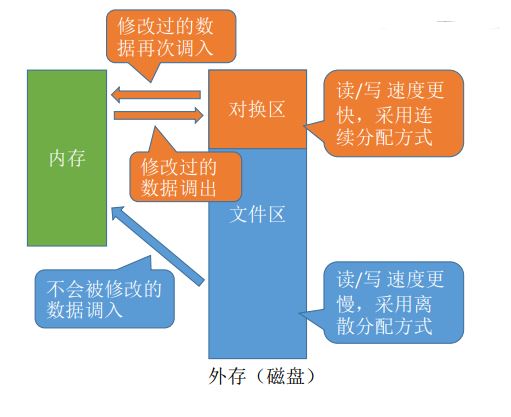 修改过的数
据再次调入
对换区
读/写 速度更
快，采用连
续分配方式
内存
修改过的
数据调出
文件区
不会被修改的
数据调入
读/写 速度更
慢，采用离
散分配方式
外存（磁盘）